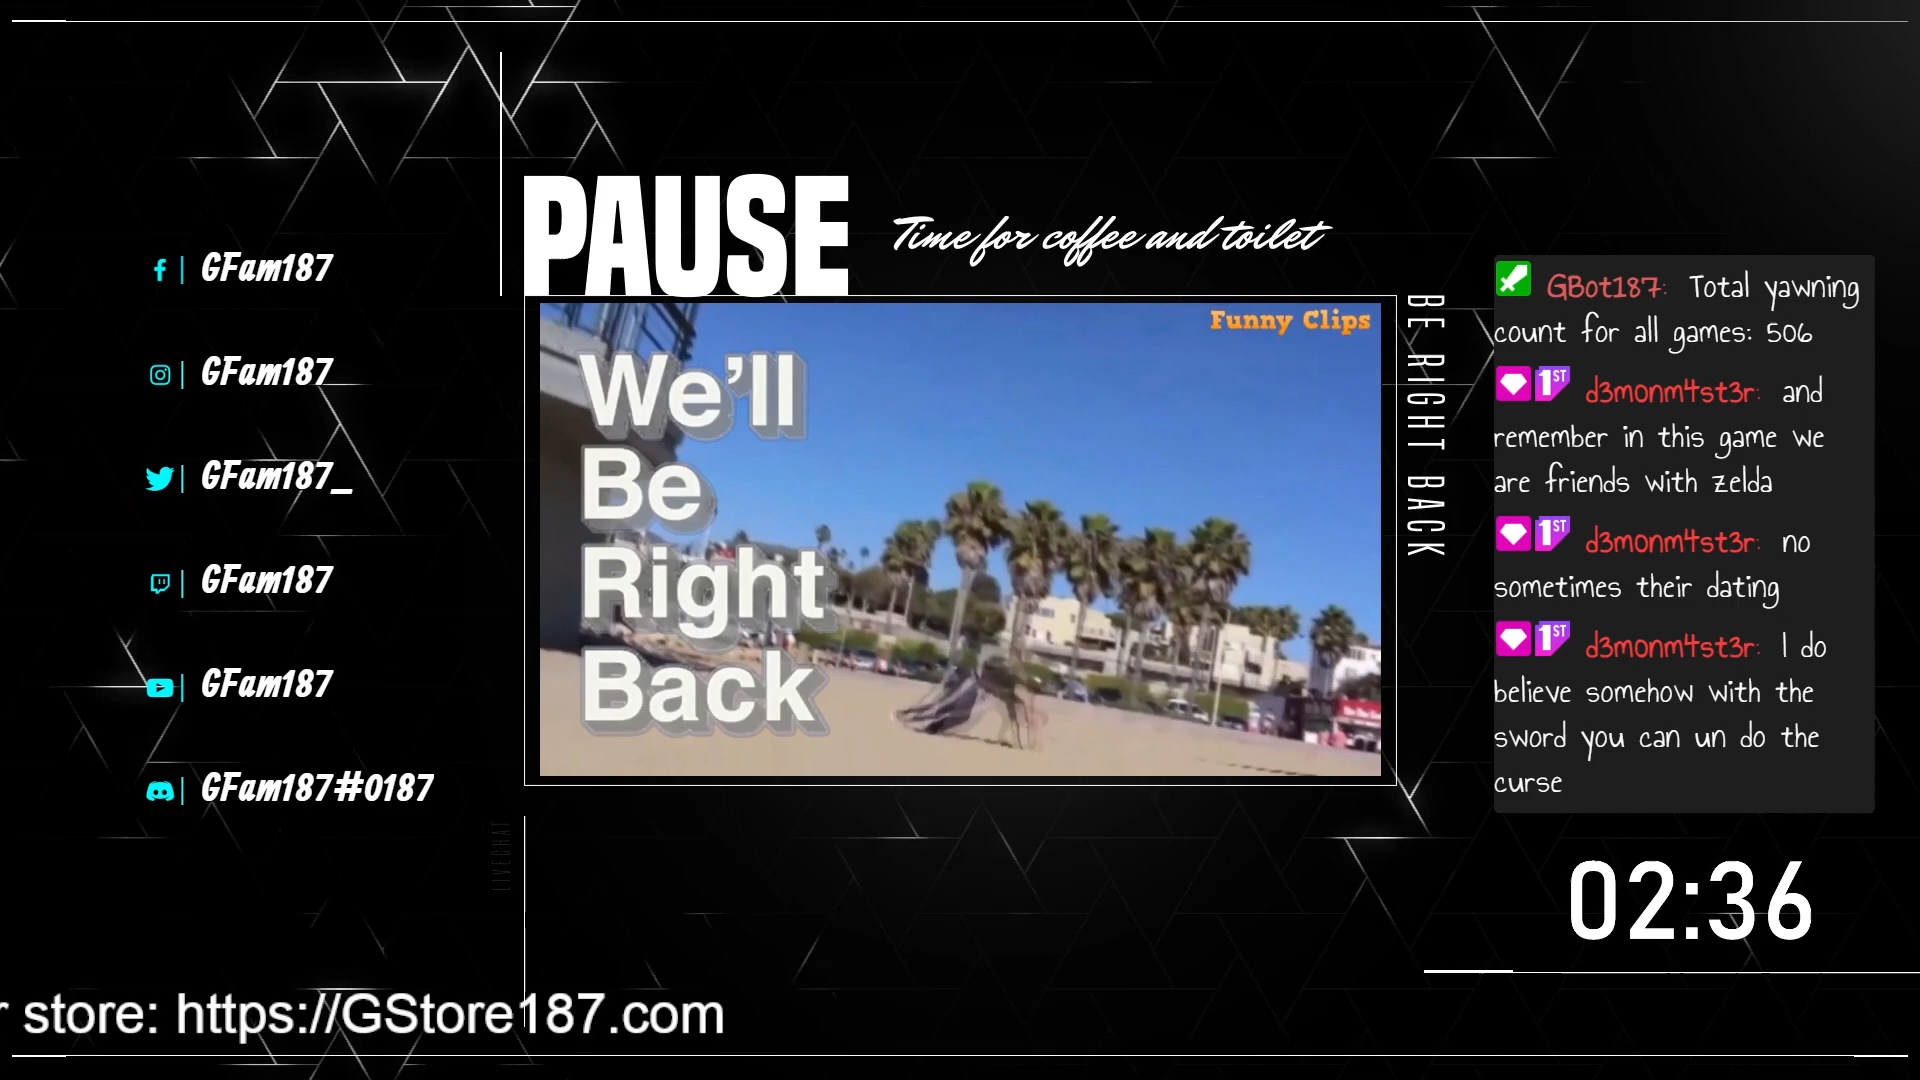 PAUSE
Time for coffee and toilet
GFam187
GFam187
GFam187_
GFam187
GFam187
GFam187#0187
Funny Clips
We'll
Be
Right
Back
BE RIGHT BACK
GBot187: Total yawning
count for all games: 506
1ST d3monm4st3r: and
remember in this game we
are friends with zelda
1ST d3monm4st3r: no
sometimes their dating
1ST d3monm4st3r: I do
believe somehow with the
sword you can un do the
curse
LIVECHAT
02:36
store: https://GStore187.com